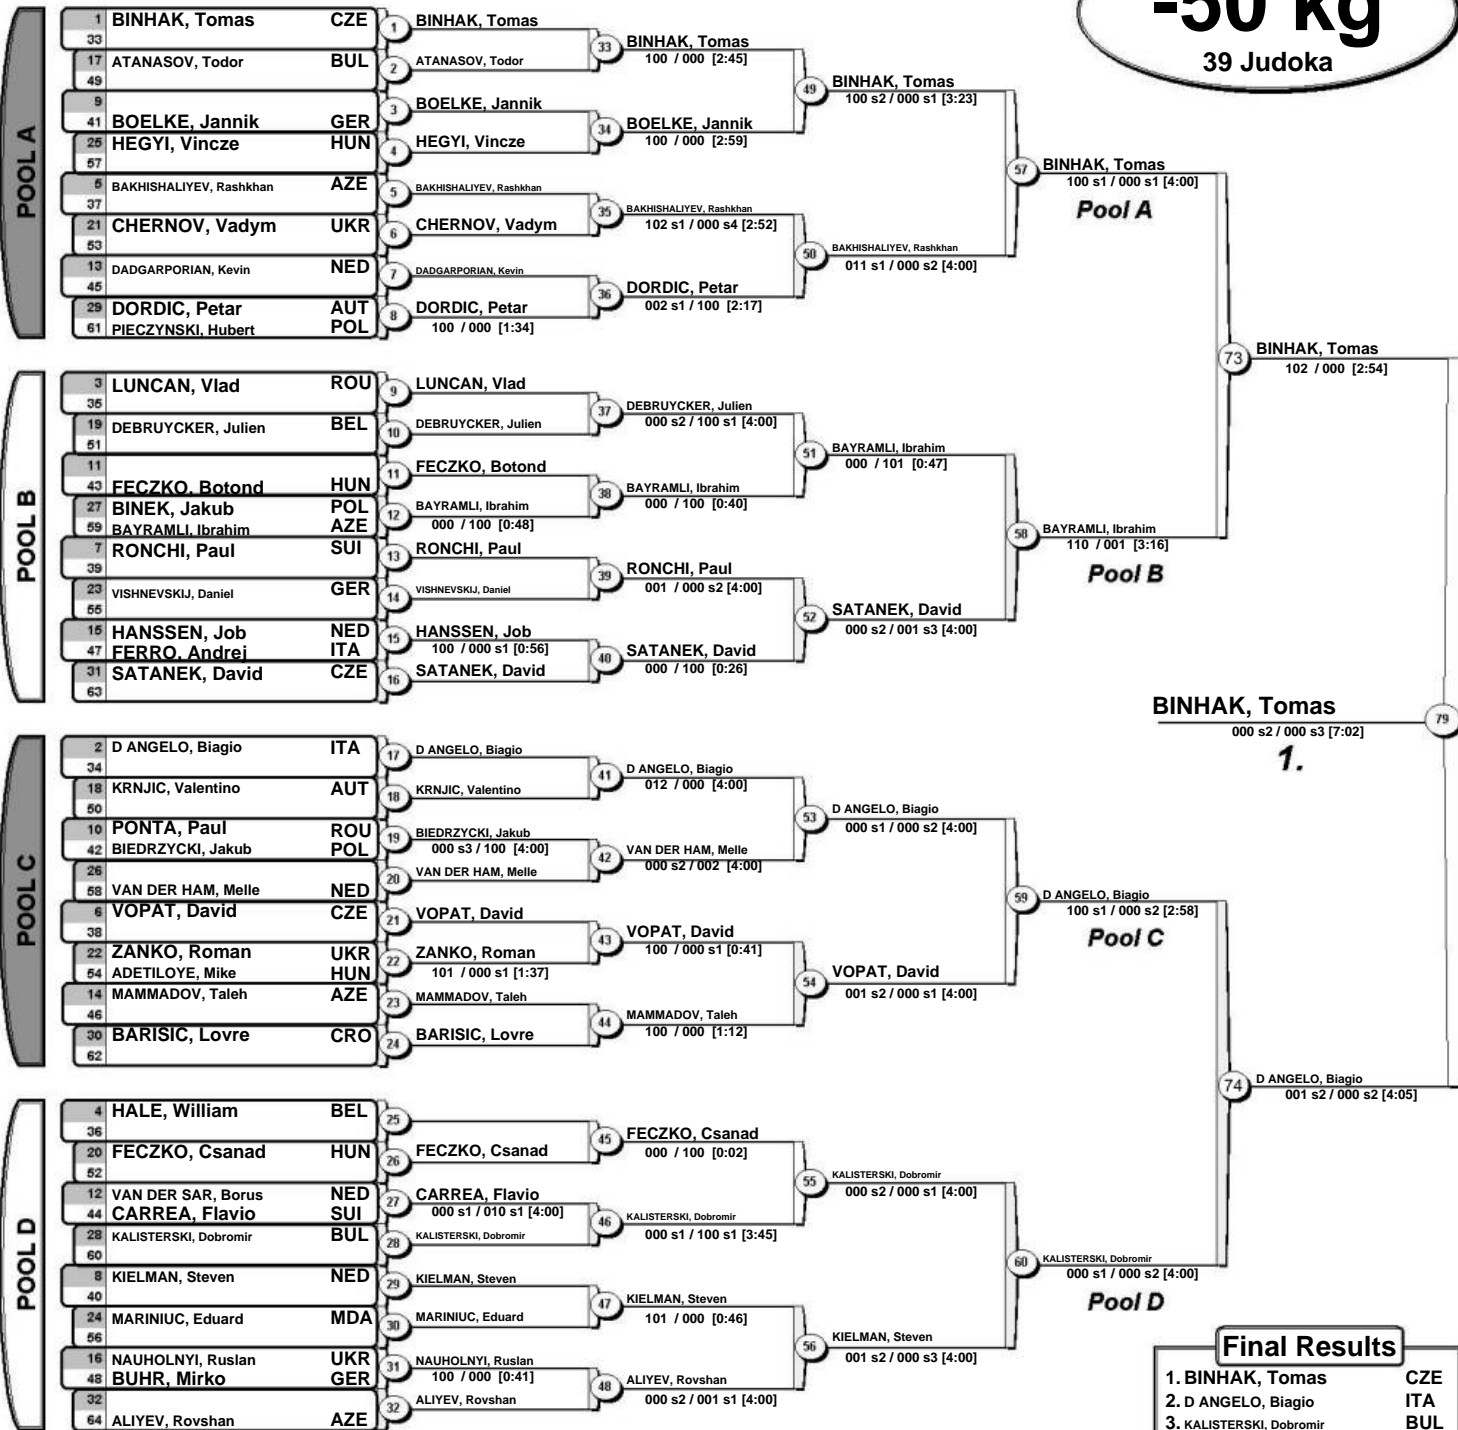 -50 kg
39 Judoka
POOL A
1 BINHAK, Tomas CZE
33
17 ATANASOV, Todor BUL
49
9
41 BOELKE, Jannik GER
25 HEGYI, Vincze HUN
57
5 BAKHISHALIYEV, Rashkhan AZE
37
21 CHERNOV, Vadym UKR
53
13 DADGARPORIAN, Kevin NED
45
29 DORDIC, Petar AUT
61 PIECZYNSKI, Hubert POL
1 BINHAK, Tomas
2 ATANASOV, Todor
3 BOELKE, Jannik
4 HEGYI, Vincze
5 BAKHISHALIYEV, Rashkhan
6 CHERNOV, Vadym
7 DADGARPORIAN, Kevin
8 DORDIC, Petar
100 / 000 [1:34]
33 BINHAK, Tomas
100 / 000 [2:45]
34 BOELKE, Jannik
100 / 000 [2:59]
35 BAKHISHALIYEV, Rashkhan
102 s1 / 000 s4 [2:52]
36 DORDIC, Petar
002 s1 / 100 [2:17]
49 BINHAK, Tomas
100 s2 / 000 s1 [3:23]
50 BAKHISHALIYEV, Rashkhan
011 s1 / 000 s2 [4:00]
57 BINHAK, Tomas
100 s1 / 000 s1 [4:00]
Pool A
POOL B
3 LUNCAN, Vlad ROU
35
19 DEBRUYCKER, Julien BEL
51
11
43 FECZKO, Botond HUN
27 BINEK, Jakub POL
59 BAYRAMLI, Ibrahim AZE
7 RONCHI, Paul SUI
39
23 VISHNEVSKIJ, Daniel GER
55
15 HANSSEN, Job NED
47 FERRO, Andrej ITA
31 SATANEK, David CZE
63
9 LUNCAN, Vlad
10 DEBRUYCKER, Julien
11 FECZKO, Botond
12 BAYRAMLI, Ibrahim
000 / 100 [0:48]
13 RONCHI, Paul
14 VISHNEVSKIJ, Daniel
15 HANSSEN, Job
100 / 000 s1 [0:56]
16 SATANEK, David
37 DEBRUYCKER, Julien
000 s2 / 100 s1 [4:00]
38 BAYRAMLI, Ibrahim
000 / 100 [0:40]
39 RONCHI, Paul
001 / 000 s2 [4:00]
40 SATANEK, David
000 / 100 [0:26]
51 BAYRAMLI, Ibrahim
000 / 101 [0:47]
52 SATANEK, David
000 s2 / 001 s3 [4:00]
58 BAYRAMLI, Ibrahim
110 / 001 [3:16]
Pool B
73 BINHAK, Tomas
102 / 000 [2:54]
BINHAK, Tomas 79
000 s2 / 000 s3 [7:02]
1.
POOL C
2 D ANGELO, Biagio ITA
34
18 KRNJIC, Valentino AUT
50
10 PONTA, Paul ROU
42 BIEDRZYCKI, Jakub POL
26
58 VAN DER HAM, Melle NED
6 VOPAT, David CZE
38
22 ZANKO, Roman UKR
54 ADETILOYE, Mike HUN
14 MAMMADOV, Taleh AZE
46
30 BARISIC, Lovre CRO
62
17 D ANGELO, Biagio
18 KRNJIC, Valentino
19 BIEDRZYCKI, Jakub
000 s3 / 100 [4:00]
20 VAN DER HAM, Melle
21 VOPAT, David
22 ZANKO, Roman
101 / 000 s1 [1:37]
23 MAMMADOV, Taleh
24 BARISIC, Lovre
41 D ANGELO, Biagio
012 / 000 [4:00]
42 VAN DER HAM, Melle
000 s2 / 002 [4:00]
43 VOPAT, David
100 / 000 s1 [0:41]
44 MAMMADOV, Taleh
100 / 000 [1:12]
53 D ANGELO, Biagio
000 s1 / 000 s2 [4:00]
54 VOPAT, David
001 s2 / 000 s1 [4:00]
59 D ANGELO, Biagio
100 s1 / 000 s2 [2:58]
Pool C
POOL D
4 HALE, William BEL
36
20 FECZKO, Csanad HUN
52
12 VAN DER SAR, Borus NED
44 CARREA, Flavio SUI
28 KALISTERSKI, Dobromir BUL
60
8 KIELMAN, Steven NED
40
24 MARINIUC, Eduard MDA
56
16 NAUHOLNYI, Ruslan UKR
48 BUHR, Mirko GER
32
64 ALIYEV, Rovshan AZE
25
26 FECZKO, Csanad
27 CARREA, Flavio
000 s1 / 010 s1 [4:00]
28 KALISTERSKI, Dobromir
29 KIELMAN, Steven
30 MARINIUC, Eduard
31 NAUHOLNYI, Ruslan
100 / 000 [0:41]
32 ALIYEV, Rovshan
45 FECZKO, Csanad
000 / 100 [0:02]
46 KALISTERSKI, Dobromir
000 s1 / 100 s1 [3:45]
47 KIELMAN, Steven
101 / 000 [0:46]
48 ALIYEV, Rovshan
000 s2 / 001 s1 [4:00]
55 KALISTERSKI, Dobromir
000 s2 / 000 s1 [4:00]
56 KIELMAN, Steven
001 s2 / 000 s3 [4:00]
60 KALISTERSKI, Dobromir
000 s1 / 000 s2 [4:00]
Pool D
74 D ANGELO, Biagio
001 s2 / 000 s2 [4:05]
Final Results
1. BINHAK, Tomas CZE
2. D ANGELO, Biagio ITA
3. KALISTERSKI, Dobromir BUL